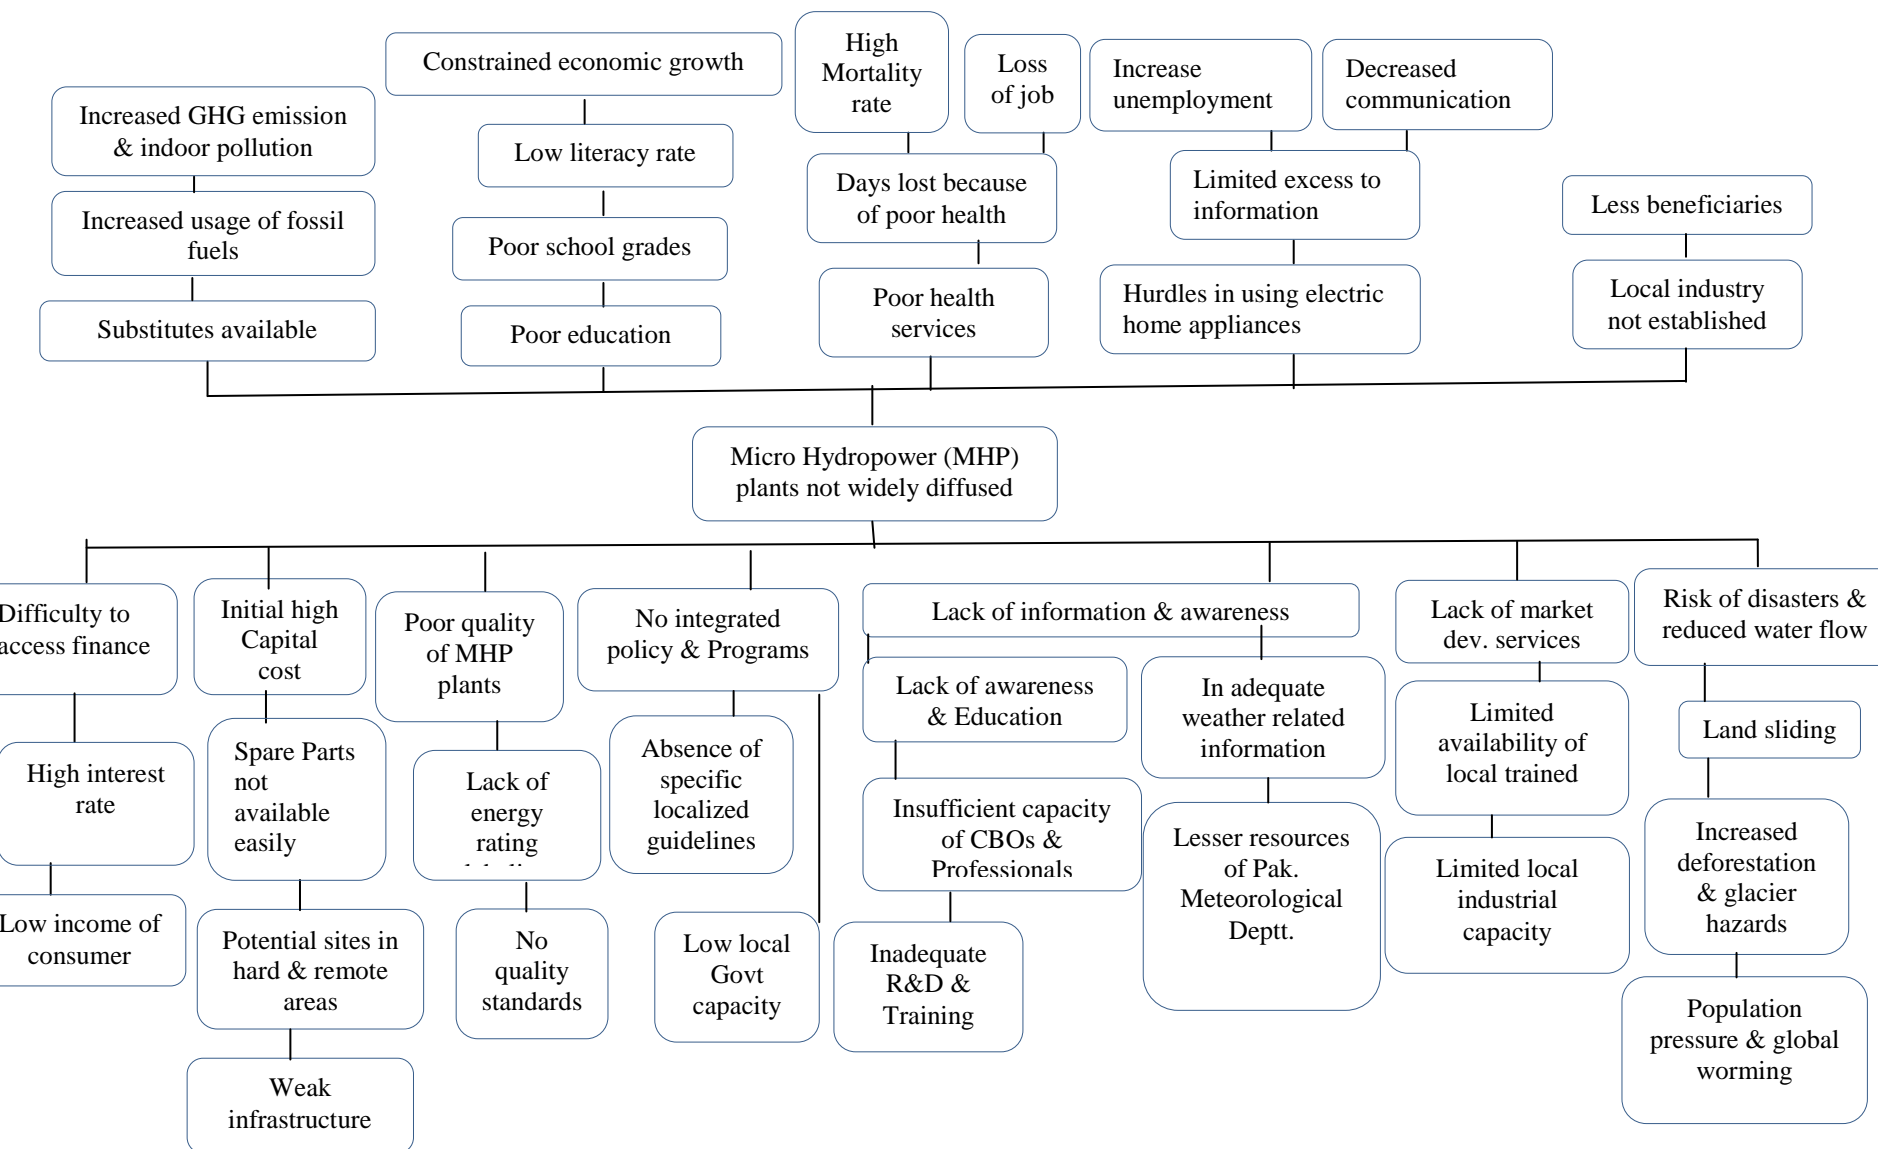 Constrained economic growth
High
Mortality
rate
Loss
of job
Increase
unemployment
Decreased
communication
Increased GHG emission
& indoor pollution
Low literacy rate
Days lost because
of poor health
Limited excess to
information
Less beneficiaries
Increased usage of fossil
fuels
Poor school grades
Poor health
services
Hurdles in using electric
home appliances
Local industry
not established
Substitutes available
Poor education
Micro Hydropower (MHP)
plants not widely diffused
Difficulty to
access finance
High interest
rate
Low income of
consumer
Initial high
Capital
cost
Spare Parts
not
available
easily
Potential sites in
hard & remote
areas
Weak
infrastructure
Poor quality
of MHP
plants
Lack of
energy
rating
No
quality
standards
No integrated
policy & Programs
Absence of
specific
localized
guidelines
Low local
Govt
capacity
Lack of information & awareness
Lack of awareness
& Education
Insufficient capacity
of CBOs &
Professionals
Inadequate
R&D &
Training
In adequate
weather related
information
Lesser resources
of Pak.
Meteorological
Deptt.
Lack of market
dev. services
Limited
availability of
local trained
Limited local
industrial
capacity
Risk of disasters &
reduced water flow
Land sliding
Increased
deforestation
& glacier
hazards
Population
pressure & global
worming